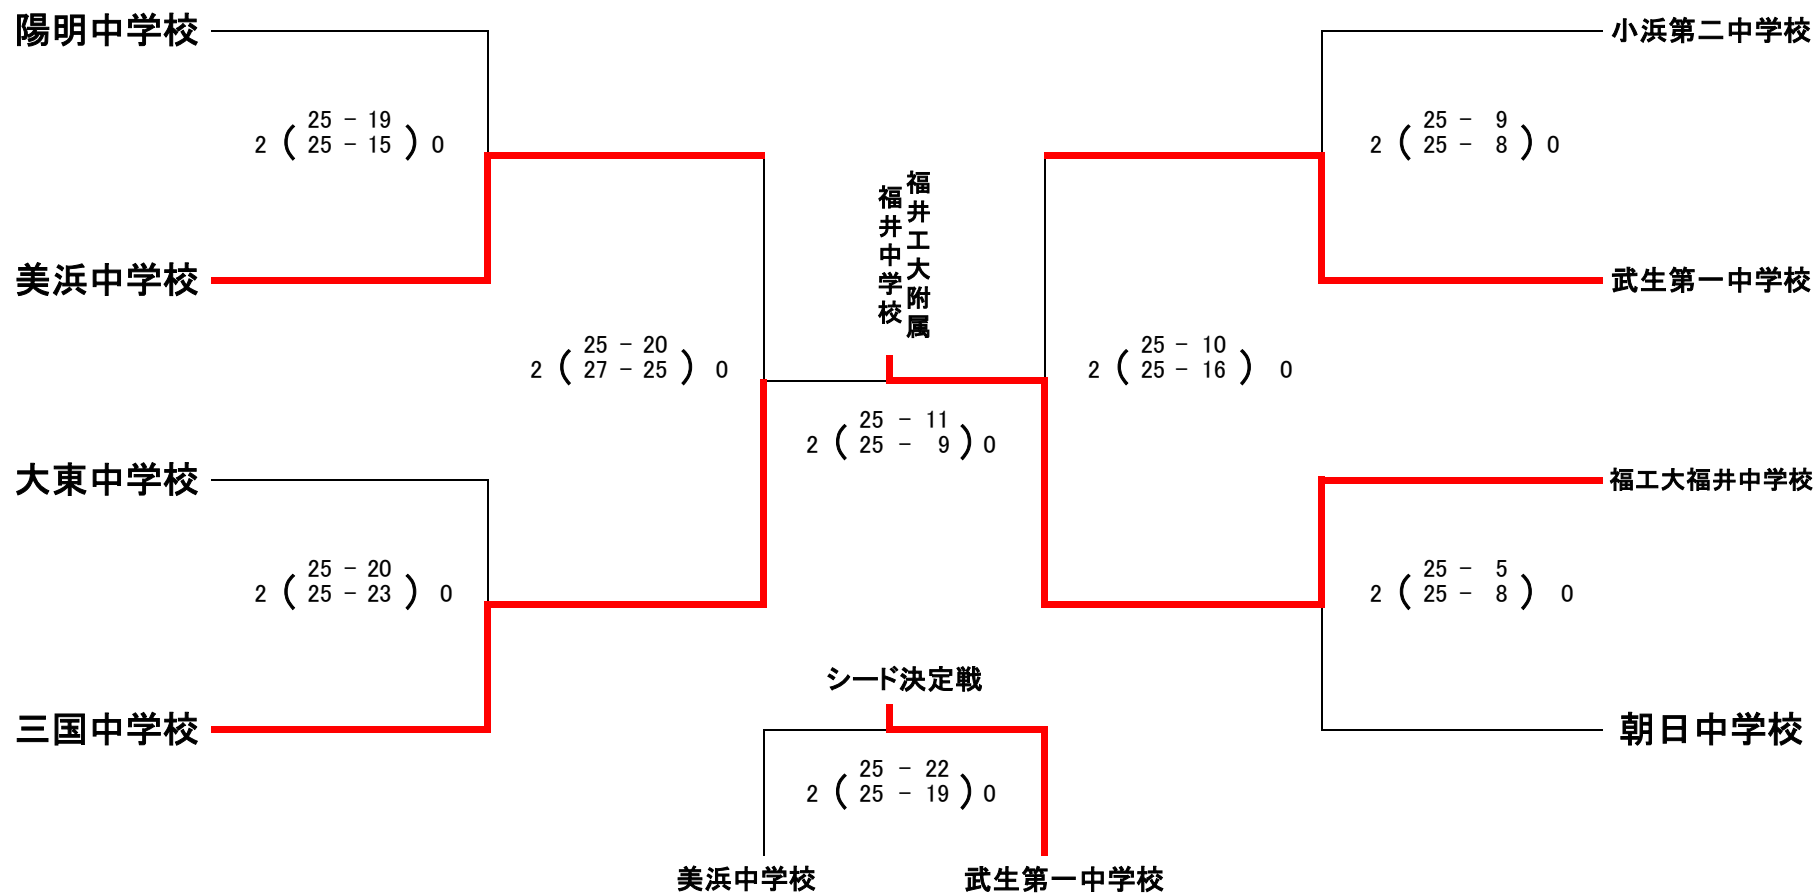 陽明中学校
小浜第二中学校
25 - 19
2 ( 25 - 15 ) 0
25 - 9
2 ( 25 - 8 ) 0
福井工大附属
福井中学校
美浜中学校
武生第一中学校
25 - 20
2 ( 27 - 25 ) 0
25 - 10
2 ( 25 - 16 ) 0
25 - 11
2 ( 25 - 9 ) 0
大東中学校
福工大福井中学校
25 - 20
2 ( 25 - 23 ) 0
25 - 5
2 ( 25 - 8 ) 0
シード決定戦
三国中学校
朝日中学校
25 - 22
2 ( 25 - 19 ) 0
美浜中学校
武生第一中学校